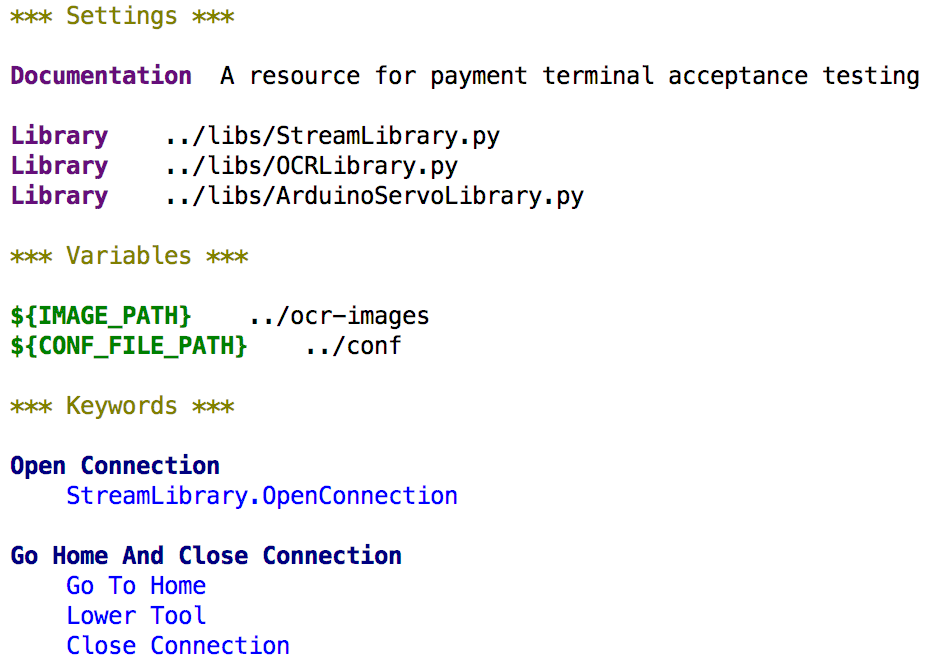 *** Settings ***
Documentation  A resource for payment terminal acceptance testing
Library    ../libs/StreamLibrary.py
Library    ../libs/OCRLibrary.py
Library    ../libs/ArduinoServoLibrary.py
*** Variables ***
${IMAGE_PATH}    ../ocr-images
${CONF_FILE_PATH}    ../conf
*** Keywords ***
Open Connection
    StreamLibrary.OpenConnection
Go Home And Close Connection
    Go To Home
    Lower Tool
    Close Connection